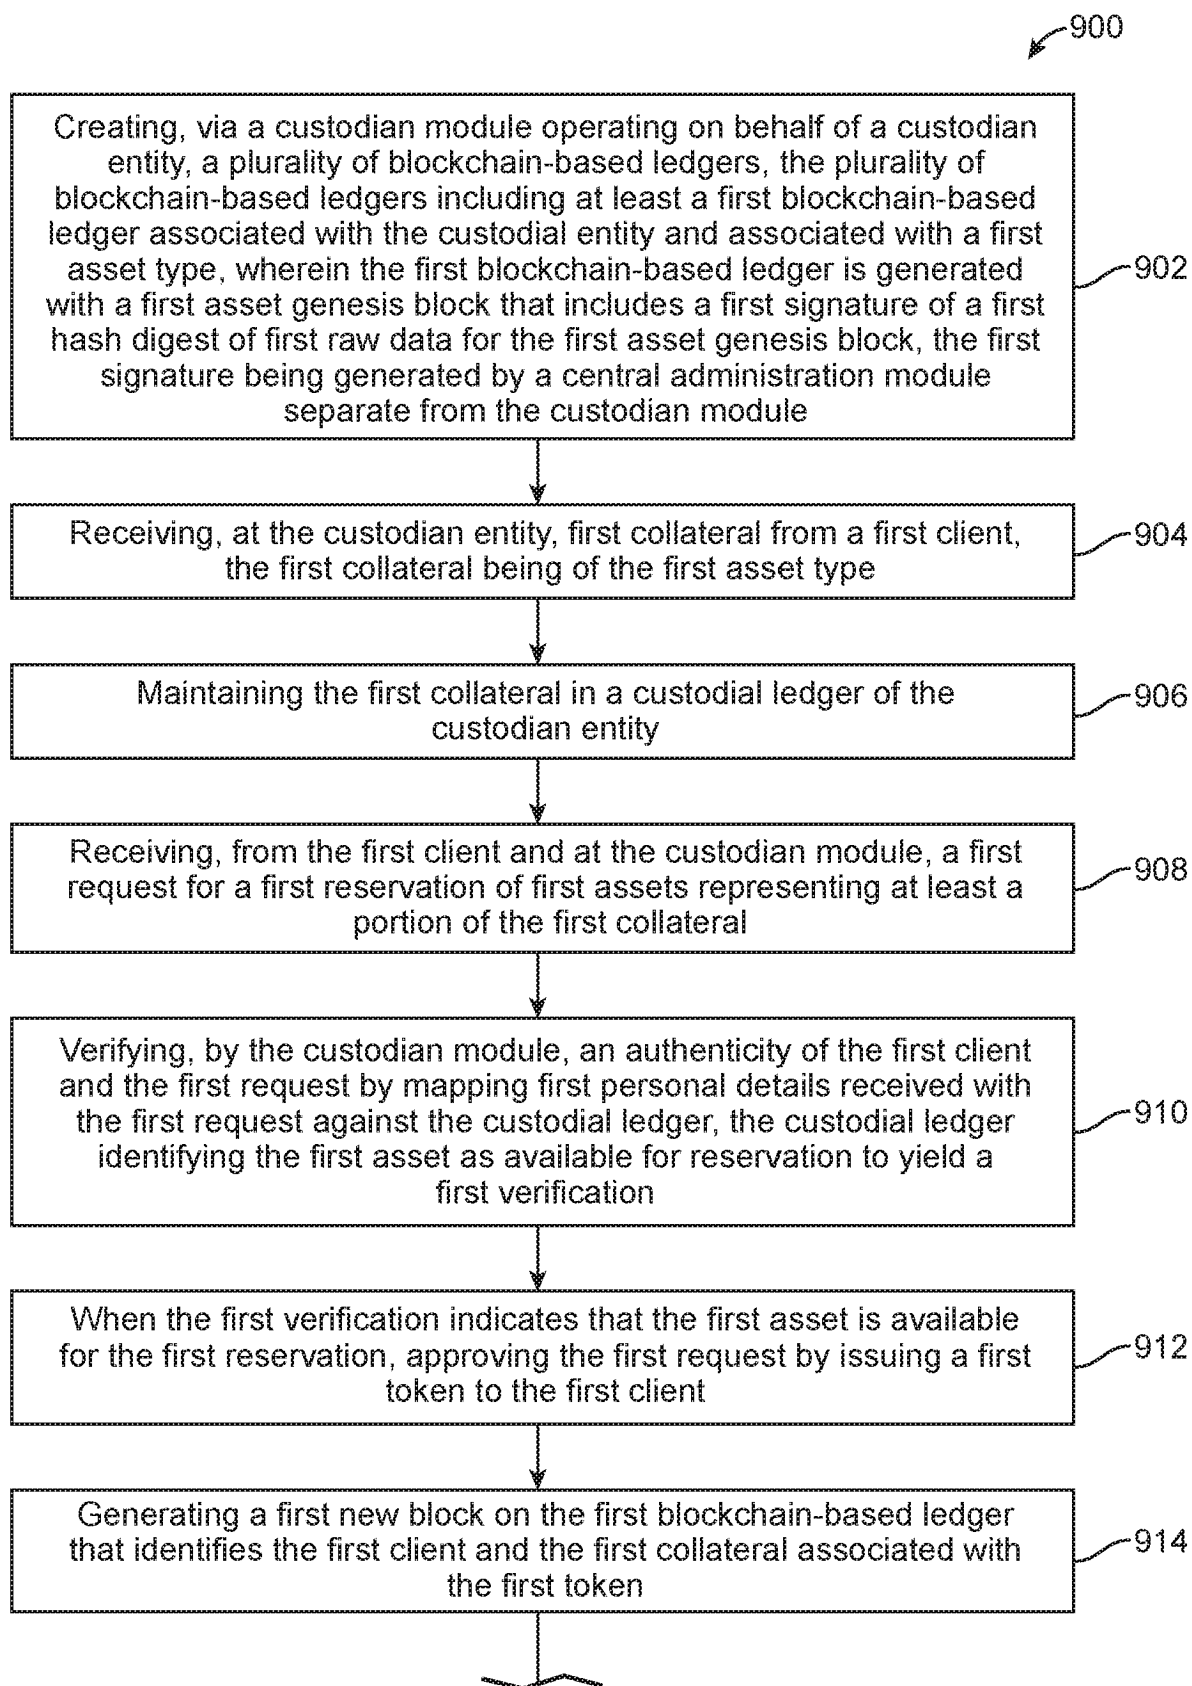 900
Creating, via a custodian module operating on behalf of a custodian
entity, a plurality of blockchain-based ledgers, the plurality of
blockchain-based ledgers including at least a first blockchain-based
ledger associated with the custodial entity and associated with a first
asset type, wherein the first blockchain-based ledger is generated
with a first asset genesis block that includes a first signature of a first
hash digest of first raw data for the first asset genesis block, the first
signature being generated by a central administration module
separate from the custodian module
902
Receiving, at the custodian entity, first collateral from a first client,
the first collateral being of the first asset type
904
Maintaining the first collateral in a custodial ledger of the
custodian entity
906
Receiving, from the first client and at the custodian module, a first
request for a first reservation of first assets representing at least a
portion of the first collateral
908
Verifying, by the custodian module, an authenticity of the first client
and the first request by mapping first personal details received with
the first request against the custodial ledger, the custodial ledger
identifying the first asset as available for reservation to yield a
first verification
910
When the first verification indicates that the first asset is available
for the first reservation, approving the first request by issuing a first
token to the first client
912
Generating a first new block on the first blockchain-based ledger
that identifies the first client and the first collateral associated with
the first token
914